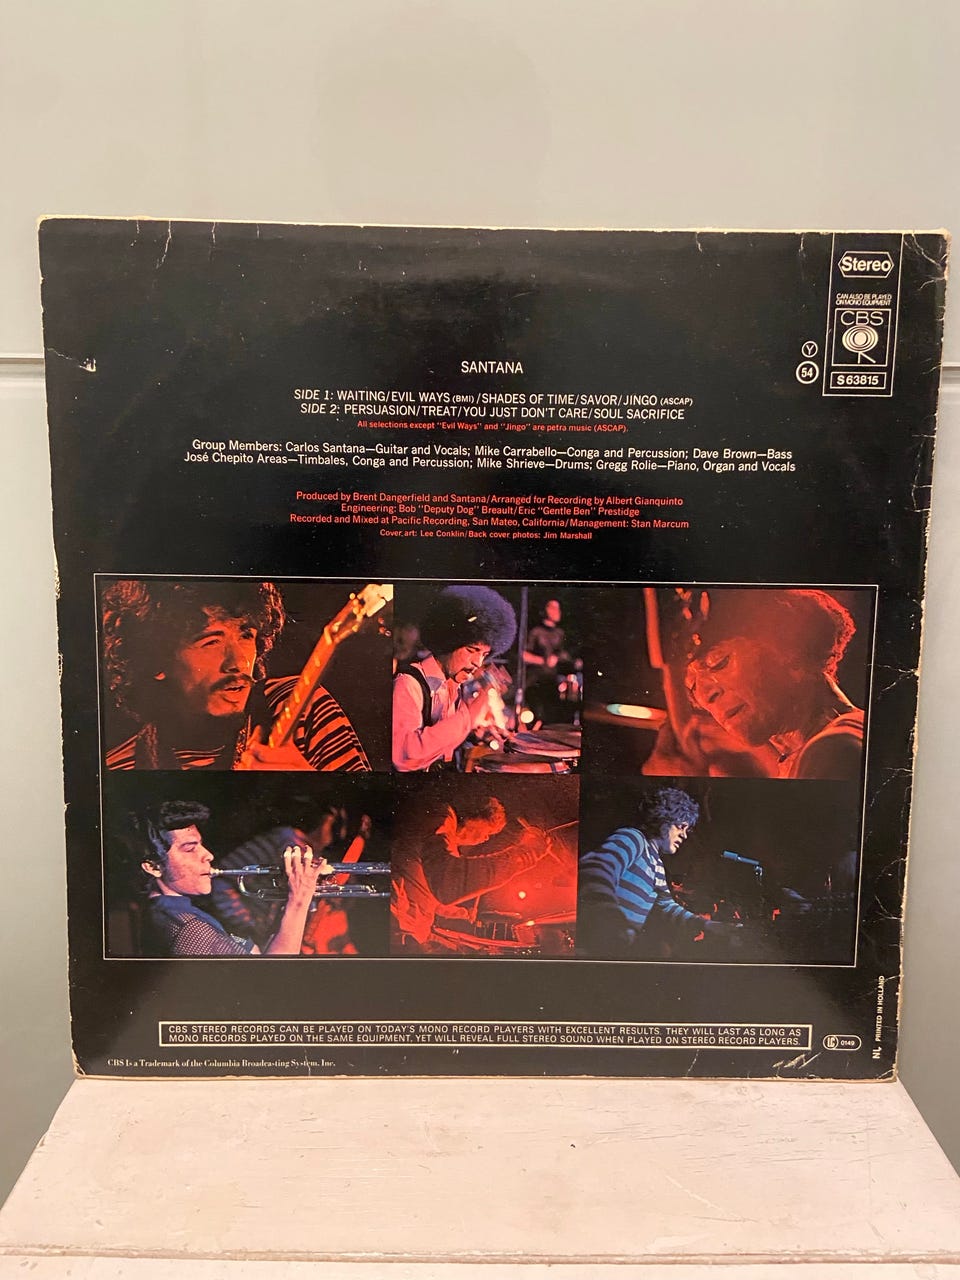 Stereo
CAN ALSO BE PLAYED
ON MONO EQUIPMENT
CBS
S 63815
Y
54
SANTANA
SIDE 1: WAITING/EVIL WAYS (BMI) /SHADES OF TIME/SAVOR/JINGO (ASCAP)
SIDE 2: PERSUASION/TREAT/YOU JUST DON'T CARE/SOUL SACRIFICE
All selections except "Evil Ways" and "Jingo" are petra music (ASCAP).
Group Members: Carlos Santana—Guitar and Vocals; Mike Carrabello—Conga and Percussion; Dave Brown—Bass
José Chepito Areas—Timbales, Conga and Percussion; Mike Shrieve—Drums; Gregg Rolie—Piano, Organ and Vocals
Produced by Brent Dangerfield and Santana/Arranged for Recording by Albert Gianquinto
Engineering: Bob "Deputy Dog" Breault/Eric "Gentle Ben" Prestidge
Recorded and Mixed at Pacific Recording, San Mateo, California/Management: Stan Marcum
Cover art: Lee Conklin/Back cover photos: Jim Marshall
CBS STEREO RECORDS CAN BE PLAYED ON TODAY'S MONO RECORD PLAYERS WITH EXCELLENT RESULTS. THEY WILL LAST AS LONG AS
MONO RECORDS PLAYED ON THE SAME EQUIPMENT, YET WILL REVEAL FULL STEREO SOUND WHEN PLAYED ON STEREO RECORD PLAYERS.
LC 0149
NL PRINTED IN HOLLAND
CBS Is a Trademark of the Columbia Broadcasting System, Inc.